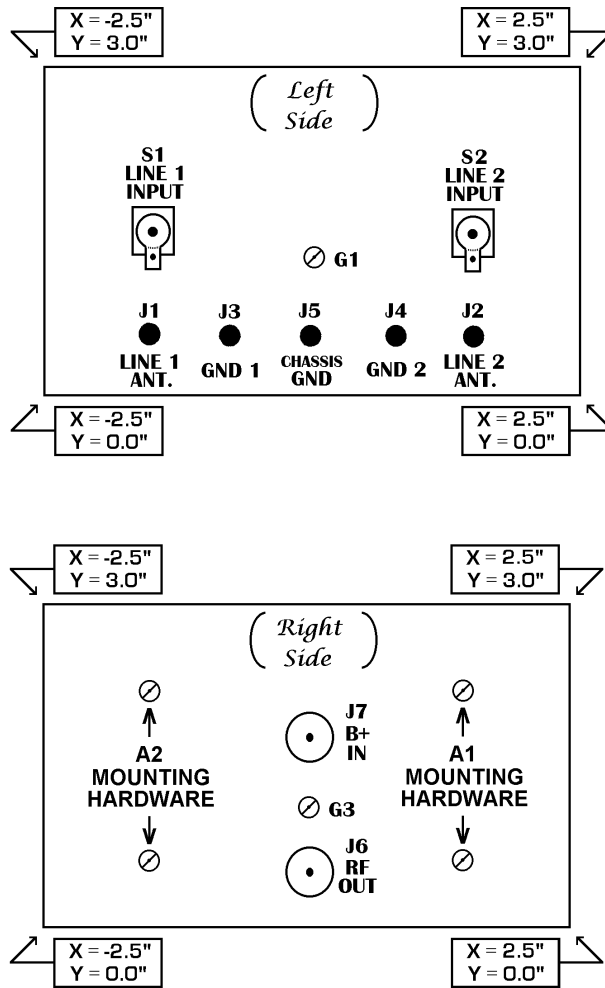 X = -2.5"
Y = 3.0"
X = 2.5"
Y = 3.0"
Left
Side
S1
LINE 1
INPUT
S2
LINE 2
INPUT
G1
J1
J3
J5
J4
J2
LINE 1
ANT.
GND 1
CHASSIS
GND
GND 2
LINE 2
ANT.
X = -2.5"
Y = 0.0"
X = 2.5"
Y = 0.0"
X = -2.5"
Y = 3.0"
X = 2.5"
Y = 3.0"
Right
Side
A2
MOUNTING
HARDWARE
J7
B+
IN
A1
MOUNTING
HARDWARE
G3
J6
RF
OUT
X = -2.5"
Y = 0.0"
X = 2.5"
Y = 0.0"